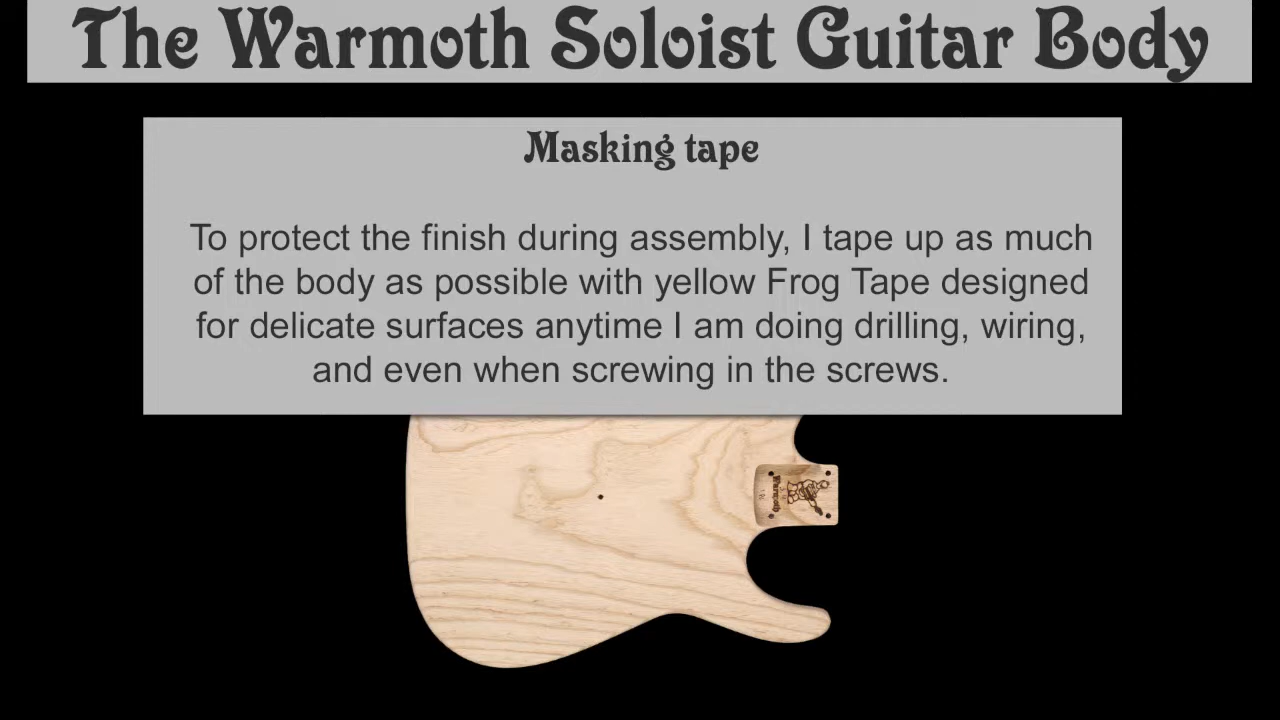 The Warmoth Soloist Guitar Body
Masking tape
To protect the finish during assembly, I tape up as much
of the body as possible with yellow Frog Tape designed
for delicate surfaces anytime I am doing drilling, wiring,
and even when screwing in the screws.
Warmoth